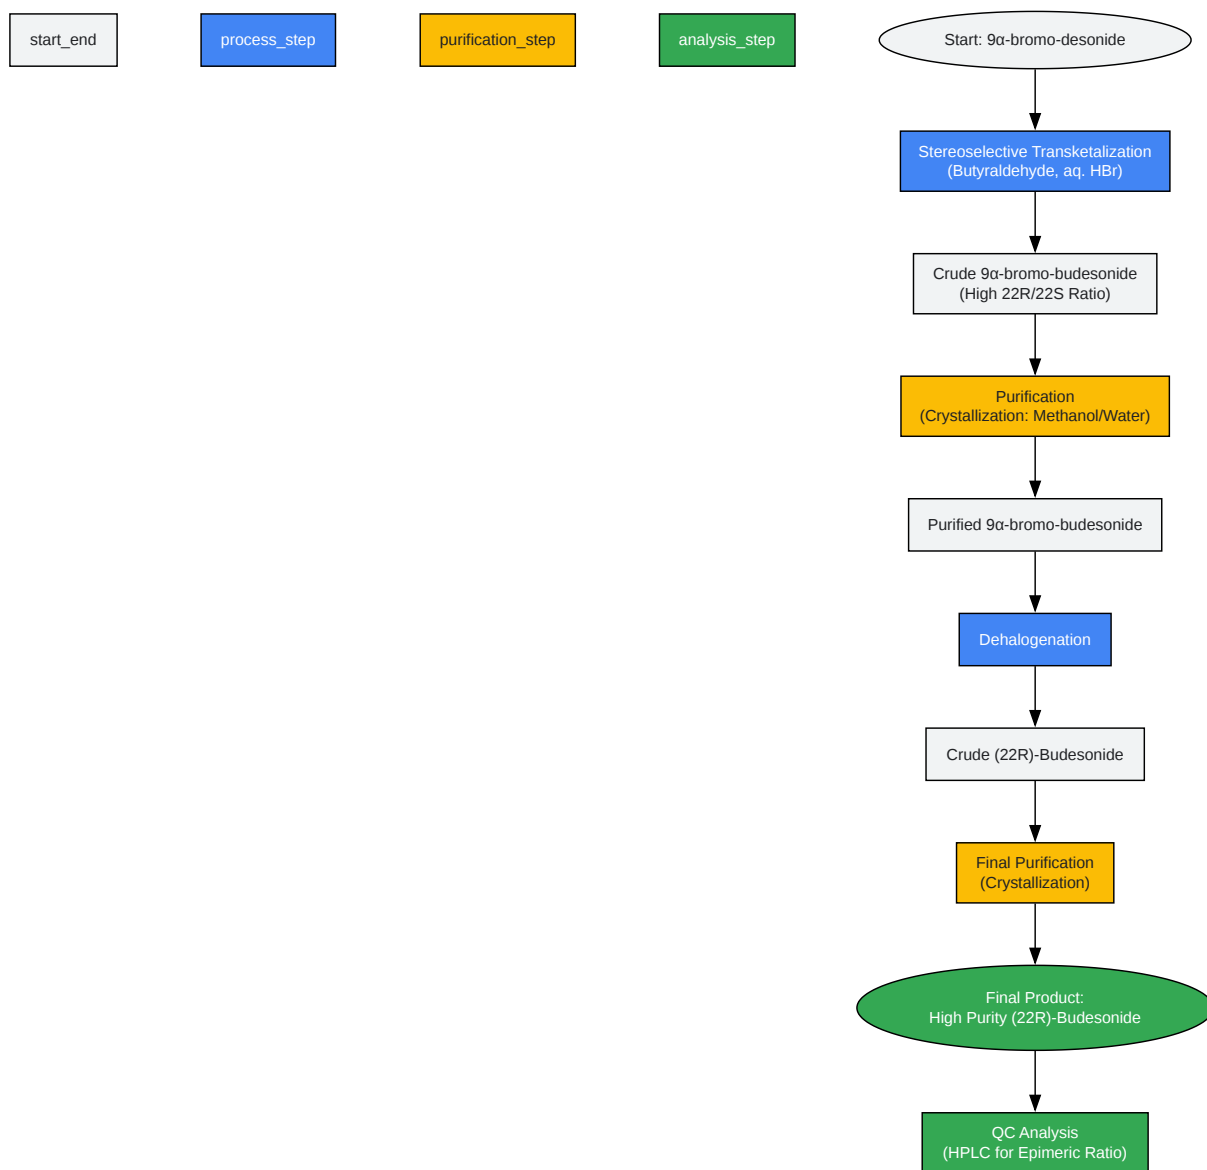 start_end
process_step
purification_step
analysis_step
Start: 9α-bromo-desonide
Stereoselective Transketalization
(Butyraldehyde, aq. HBr)
Crude 9α-bromo-budesonide
(High 22R/22S Ratio)
Purification
(Crystallization: Methanol/Water)
Purified 9α-bromo-budesonide
Dehalogenation
Crude (22R)-Budesonide
Final Purification
(Crystallization)
Final Product:
High Purity (22R)-Budesonide
QC Analysis
(HPLC for Epimeric Ratio)